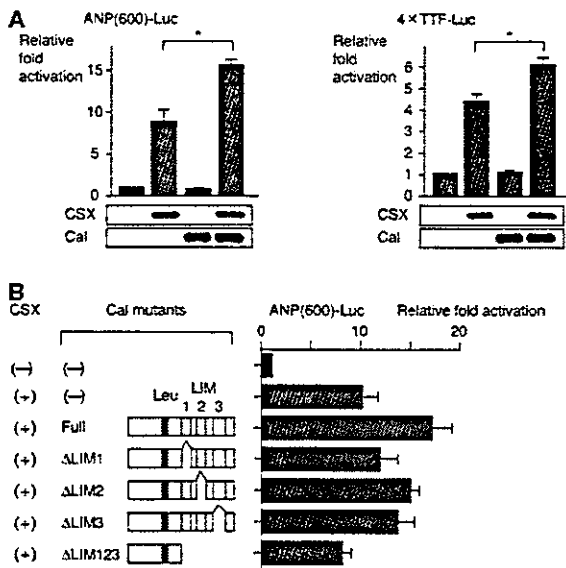 A
ANP(600)-Luc
Relative
fold
activation
15
10
5
0
CSX
Cal
4×TTF-Luc
Relative
fold
activation
6
5
4
3
2
1
0
CSX
Cal
*
*
B
CSX
Cal mutants
ANP(600)-Luc
Relative fold activation
0
10
20
(−) (−)
(+) (−)
Leu
LIM
1 2 3
(+) Full
(+) ΔLIM1
(+) ΔLIM2
(+) ΔLIM3
(+) ΔLIM123